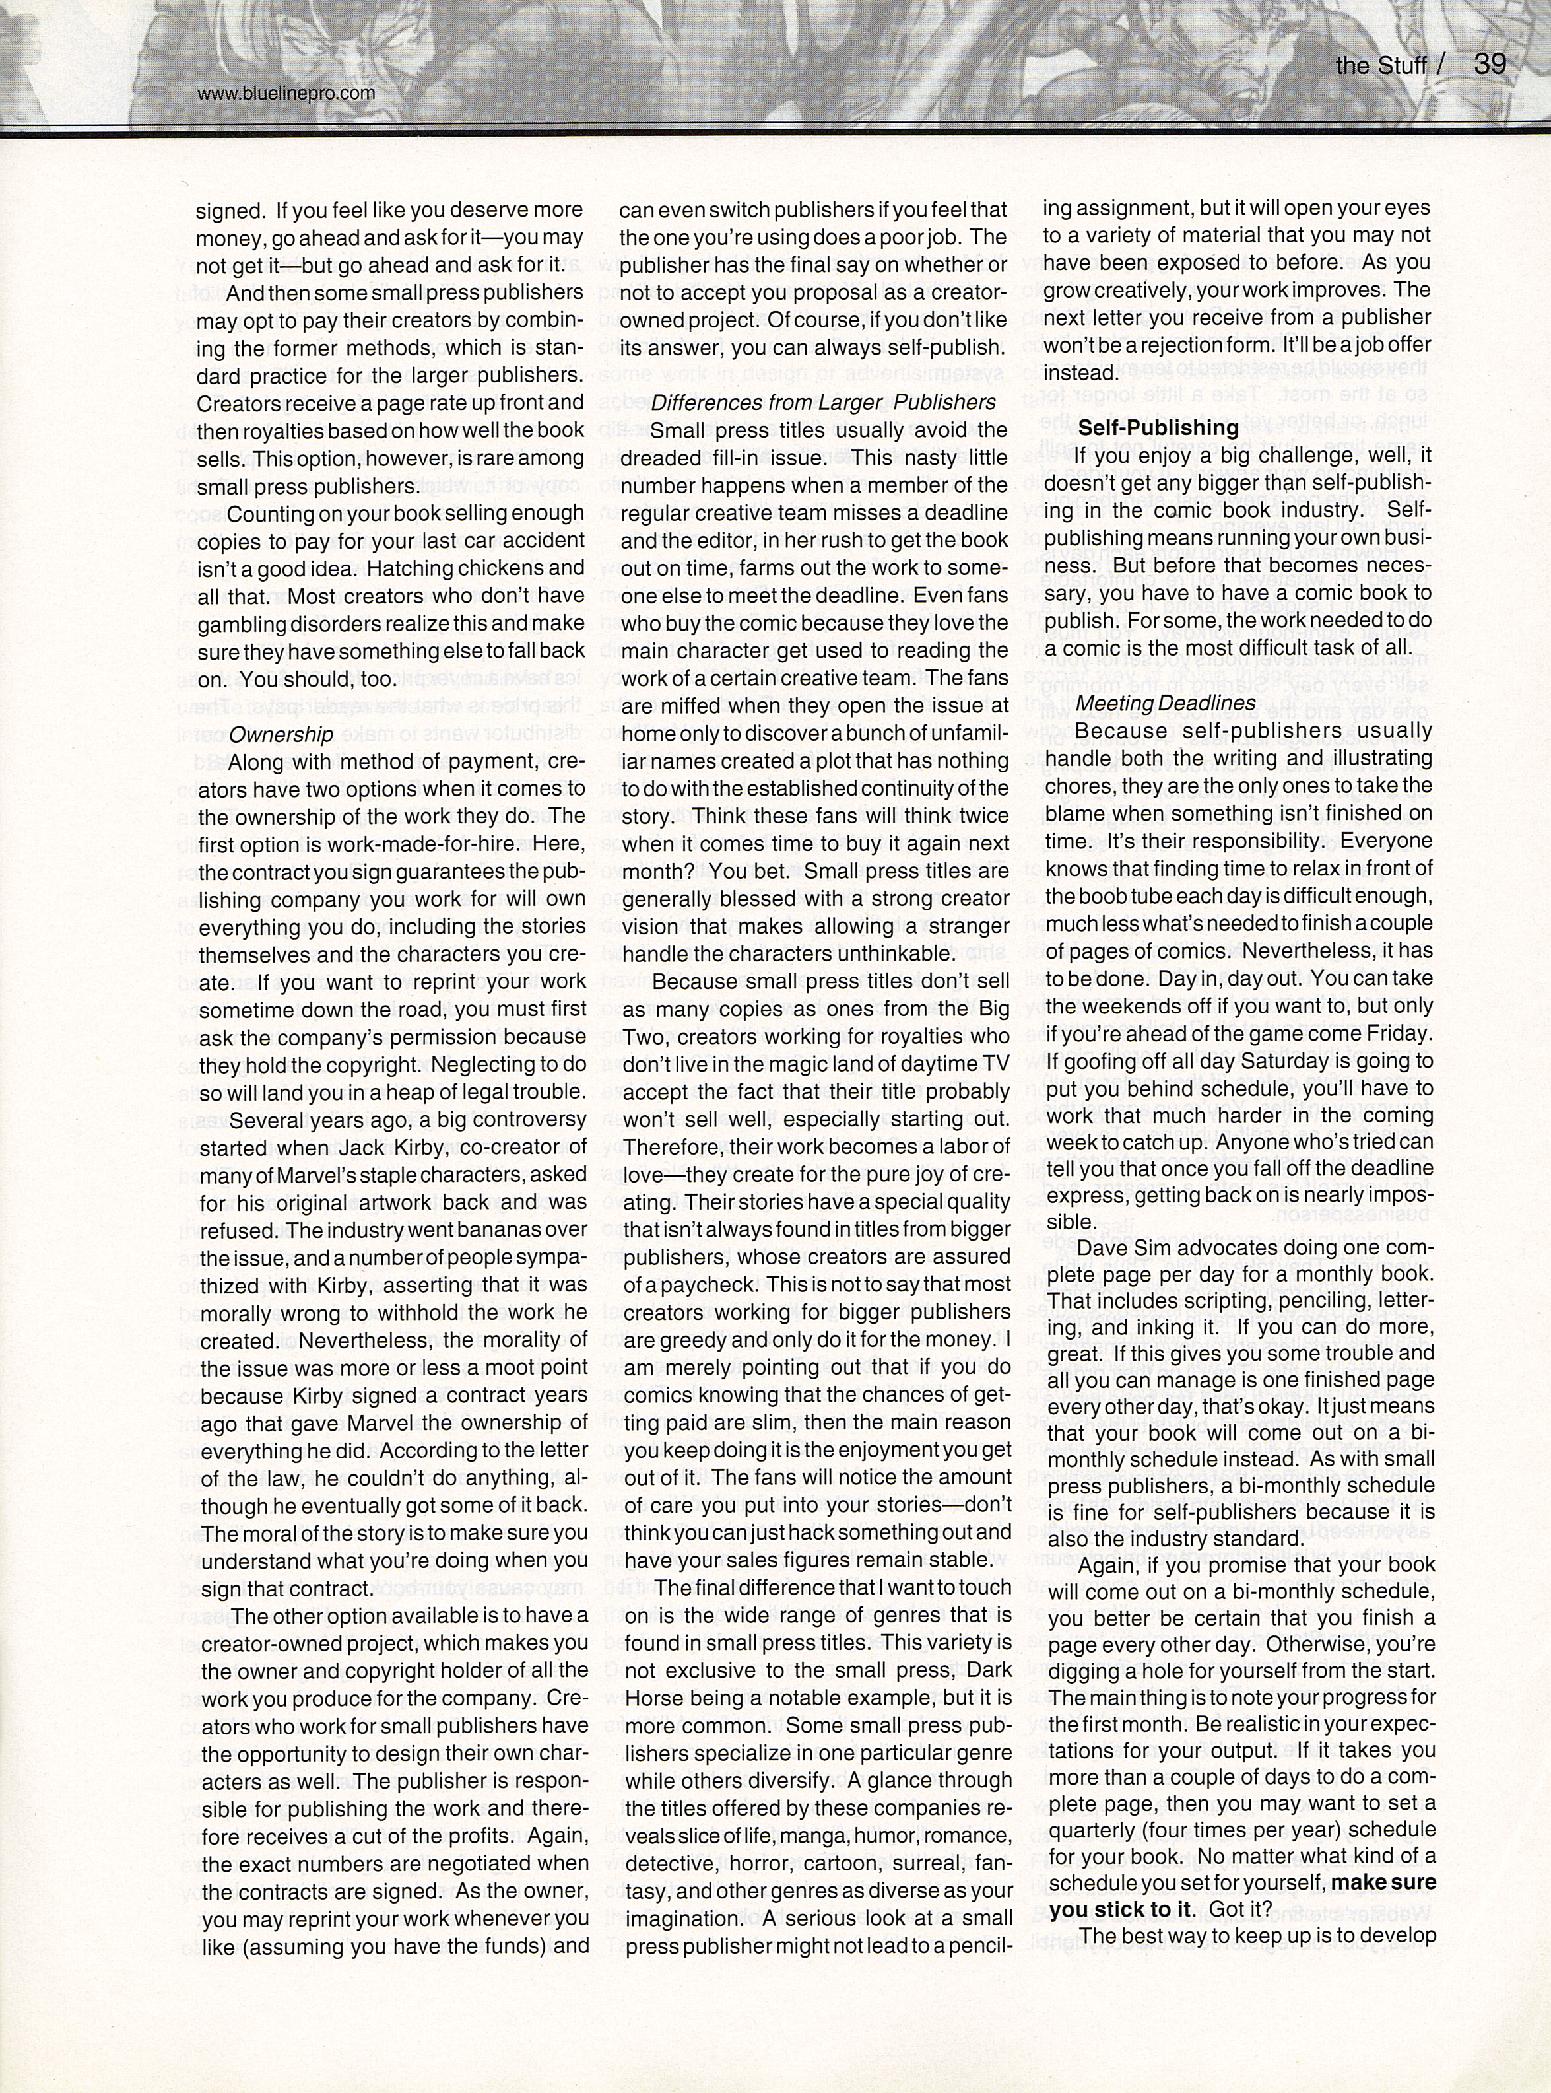 the Stuff / 39
www.bluelinepro.com
signed. If you feel like you deserve more
money, go ahead and ask for it—you may
not get it—but go ahead and ask for it.
And then some small press publishers
may opt to pay their creators by combin-
ing the former methods, which is stan-
dard practice for the larger publishers.
Creators receive a page rate up front and
then royalties based on how well the book
sells. This option, however, is rare among
small press publishers.
Counting on your book selling enough
copies to pay for your last car accident
isn't a good idea. Hatching chickens and
all that. Most creators who don't have
gambling disorders realize this and make
sure they have something else to fall back
on. You should, too.
Ownership
Along with method of payment, cre-
ators have two options when it comes to
the ownership of the work they do. The
first option is work-made-for-hire. Here,
the contract you sign guarantees the pub-
lishing company you work for will own
everything you do, including the stories
themselves and the characters you cre-
ate. If you want to reprint your work
sometime down the road, you must first
ask the company's permission because
they hold the copyright. Neglecting to do
so will land you in a heap of legal trouble.
Several years ago, a big controversy
started when Jack Kirby, co-creator of
many of Marvel's staple characters, asked
for his original artwork back and was
refused. The industry went bananas over
the issue, and a number of people sympa-
thized with Kirby, asserting that it was
morally wrong to withhold the work he
created. Nevertheless, the morality of
the issue was more or less a moot point
because Kirby signed a contract years
ago that gave Marvel the ownership of
everything he did. According to the letter
of the law, he couldn't do anything, al-
though he eventually got some of it back.
The moral of the story is to make sure you
understand what you're doing when you
sign that contract.
The other option available is to have a
creator-owned project, which makes you
the owner and copyright holder of all the
work you produce for the company. Cre-
ators who work for small publishers have
the opportunity to design their own char-
acters as well. The publisher is respon-
sible for publishing the work and there-
fore receives a cut of the profits. Again,
the exact numbers are negotiated when
the contracts are signed. As the owner,
you may reprint your work whenever you
like (assuming you have the funds) and
can even switch publishers if you feel that
the one you're using does a poor job. The
publisher has the final say on whether or
not to accept you proposal as a creator-
owned project. Of course, if you don't like
its answer, you can always self-publish.
Differences from Larger Publishers
Small press titles usually avoid the
dreaded fill-in issue. This nasty little
number happens when a member of the
regular creative team misses a deadline
and the editor, in her rush to get the book
out on time, farms out the work to some-
one else to meet the deadline. Even fans
who buy the comic because they love the
main character get used to reading the
work of a certain creative team. The fans
are miffed when they open the issue at
home only to discover a bunch of unfamil-
iar names created a plot that has nothing
to do with the established continuity of the
story. Think these fans will think twice
when it comes time to buy it again next
month? You bet. Small press titles are
generally blessed with a strong creator
vision that makes allowing a stranger
handle the characters unthinkable.
Because small press titles don't sell
as many copies as ones from the Big
Two, creators working for royalties who
don't live in the magic land of daytime TV
accept the fact that their title probably
won't sell well, especially starting out.
Therefore, their work becomes a labor of
love—they create for the pure joy of cre-
ating. Their stories have a special quality
that isn't always found in titles from bigger
publishers, whose creators are assured
of a paycheck. This is not to say that most
creators working for bigger publishers
are greedy and only do it for the money. I
am merely pointing out that if you do
comics knowing that the chances of get-
ting paid are slim, then the main reason
you keep doing it is the enjoyment you get
out of it. The fans will notice the amount
of care you put into your stories—don't
think you can just hack something out and
have your sales figures remain stable.
The final difference that I want to touch
on is the wide range of genres that is
found in small press titles. This variety is
not exclusive to the small press, Dark
Horse being a notable example, but it is
more common. Some small press pub-
lishers specialize in one particular genre
while others diversify. A glance through
the titles offered by these companies re-
veals slice of life, manga, humor, romance,
detective, horror, cartoon, surreal, fan-
tasy, and other genres as diverse as your
imagination. A serious look at a small
press publisher might not lead to a pencil-
ing assignment, but it will open your eyes
to a variety of material that you may not
have been exposed to before. As you
grow creatively, your work improves. The
next letter you receive from a publisher
won't be a rejection form. It'll be a job offer
instead.
Self-Publishing
If you enjoy a big challenge, well, it
doesn't get any bigger than self-publish-
ing in the comic book industry. Self-
publishing means running your own busi-
ness. But before that becomes neces-
sary, you have to have a comic book to
publish. For some, the work needed to do
a comic is the most difficult task of all.
Meeting Deadlines
Because self-publishers usually
handle both the writing and illustrating
chores, they are the only ones to take the
blame when something isn't finished on
time. It's their responsibility. Everyone
knows that finding time to relax in front of
the boob tube each day is difficult enough,
much less what's needed to finish a couple
of pages of comics. Nevertheless, it has
to be done. Day in, day out. You can take
the weekends off if you want to, but only
if you're ahead of the game come Friday.
If goofing off all day Saturday is going to
put you behind schedule, you'll have to
work that much harder in the coming
week to catch up. Anyone who's tried can
tell you that once you fall off the deadline
express, getting back on is nearly impos-
sible.
Dave Sim advocates doing one com-
plete page per day for a monthly book.
That includes scripting, penciling, letter-
ing, and inking it. If you can do more,
great. If this gives you some trouble and
all you can manage is one finished page
every other day, that's okay. It just means
that your book will come out on a bi-
monthly schedule instead. As with small
press publishers, a bi-monthly schedule
is fine for self-publishers because it is
also the industry standard.
Again, if you promise that your book
will come out on a bi-monthly schedule,
you better be certain that you finish a
page every other day. Otherwise, you're
digging a hole for yourself from the start.
The main thing is to note your progress for
the first month. Be realistic in your expec-
tations for your output. If it takes you
more than a couple of days to do a com-
plete page, then you may want to set a
quarterly (four times per year) schedule
for your book. No matter what kind of a
schedule you set for yourself, make sure
you stick to it. Got it?
The best way to keep up is to develop